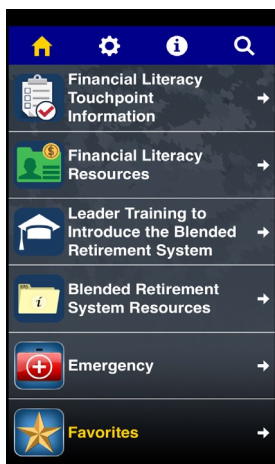 Financial Literacy
Touchpoint
Information
Financial Literacy
Resources
Leader Training to
Introduce the Blended
Retirement System
Blended Retirement
System Resources
Emergency
Favorites